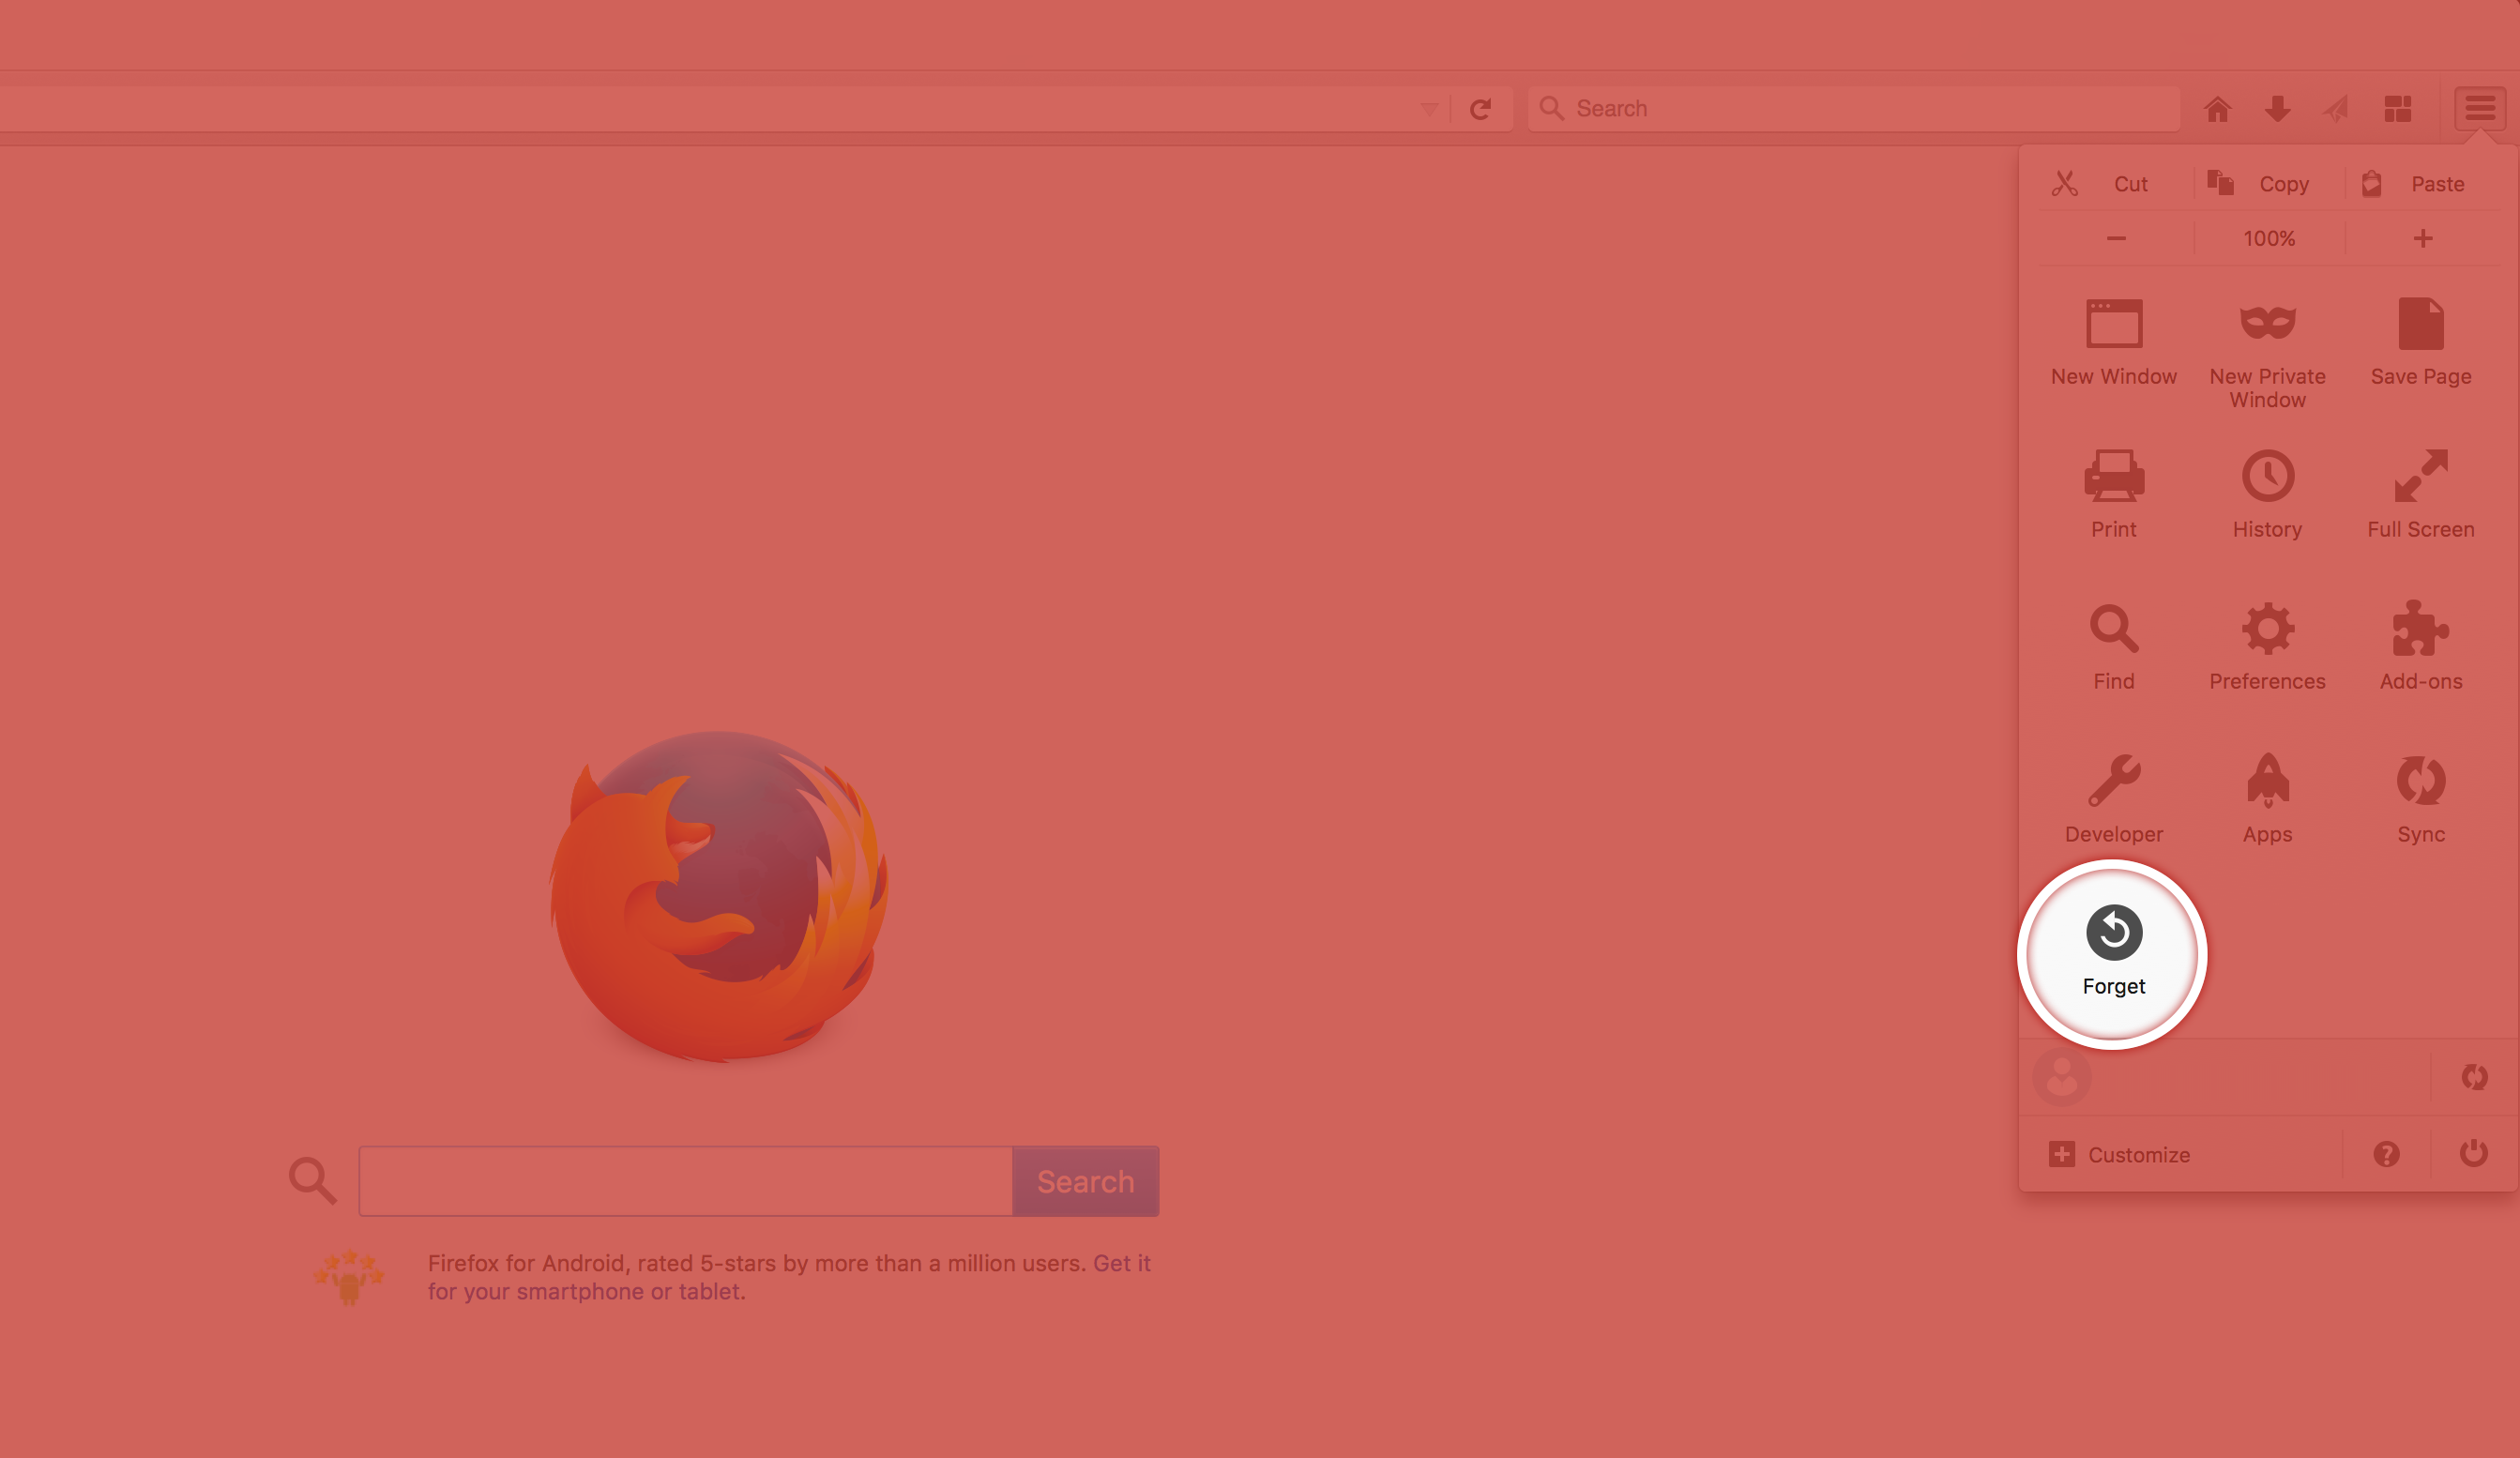 Search
Cut
Copy
Paste
100%
New Window
New Private
Window
Save Page
Print
History
Full Screen
Find
Preferences
Add-ons
Developer
Apps
Sync
Forget
Customize
Search
Firefox for Android, rated 5-stars by more than a million users. Get it
for your smartphone or tablet.